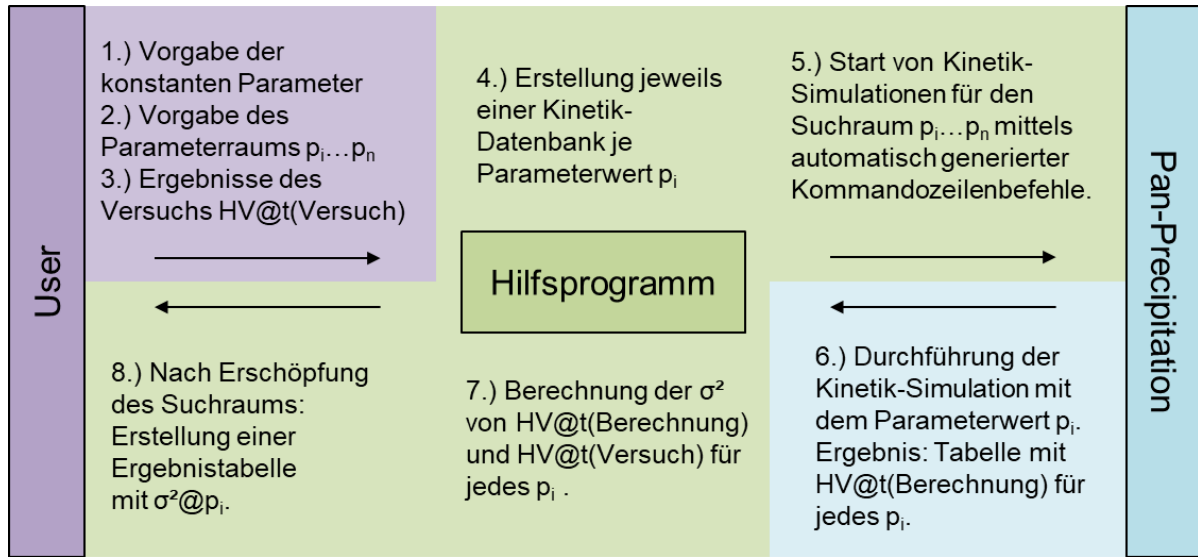 User
1.) Vorgabe der
konstanten Parameter
2.) Vorgabe des
Parameterraums pᵢ…pₙ
3.) Ergebnisse des
Versuchs HV@t(Versuch)
4.) Erstellung jeweils
einer Kinetik-
Datenbank je
Parameterwert pᵢ
5.) Start von Kinetik-
Simulationen für den
Suchraum pᵢ…pₙ mittels
automatisch generierter
Kommandozeilenbefehle.
Hilfsprogramm
6.) Durchführung der
Kinetik-Simulation mit
dem Parameterwert pᵢ.
Ergebnis: Tabelle mit
HV@t(Berechnung) für
jedes pᵢ.
7.) Berechnung der σ²
von HV@t(Berechnung)
und HV@t(Versuch) für
jedes pᵢ .
8.) Nach Erschöpfung
des Suchraums:
Erstellung einer
Ergebnistabelle
mit σ²@pᵢ.
Pan-Precipitation